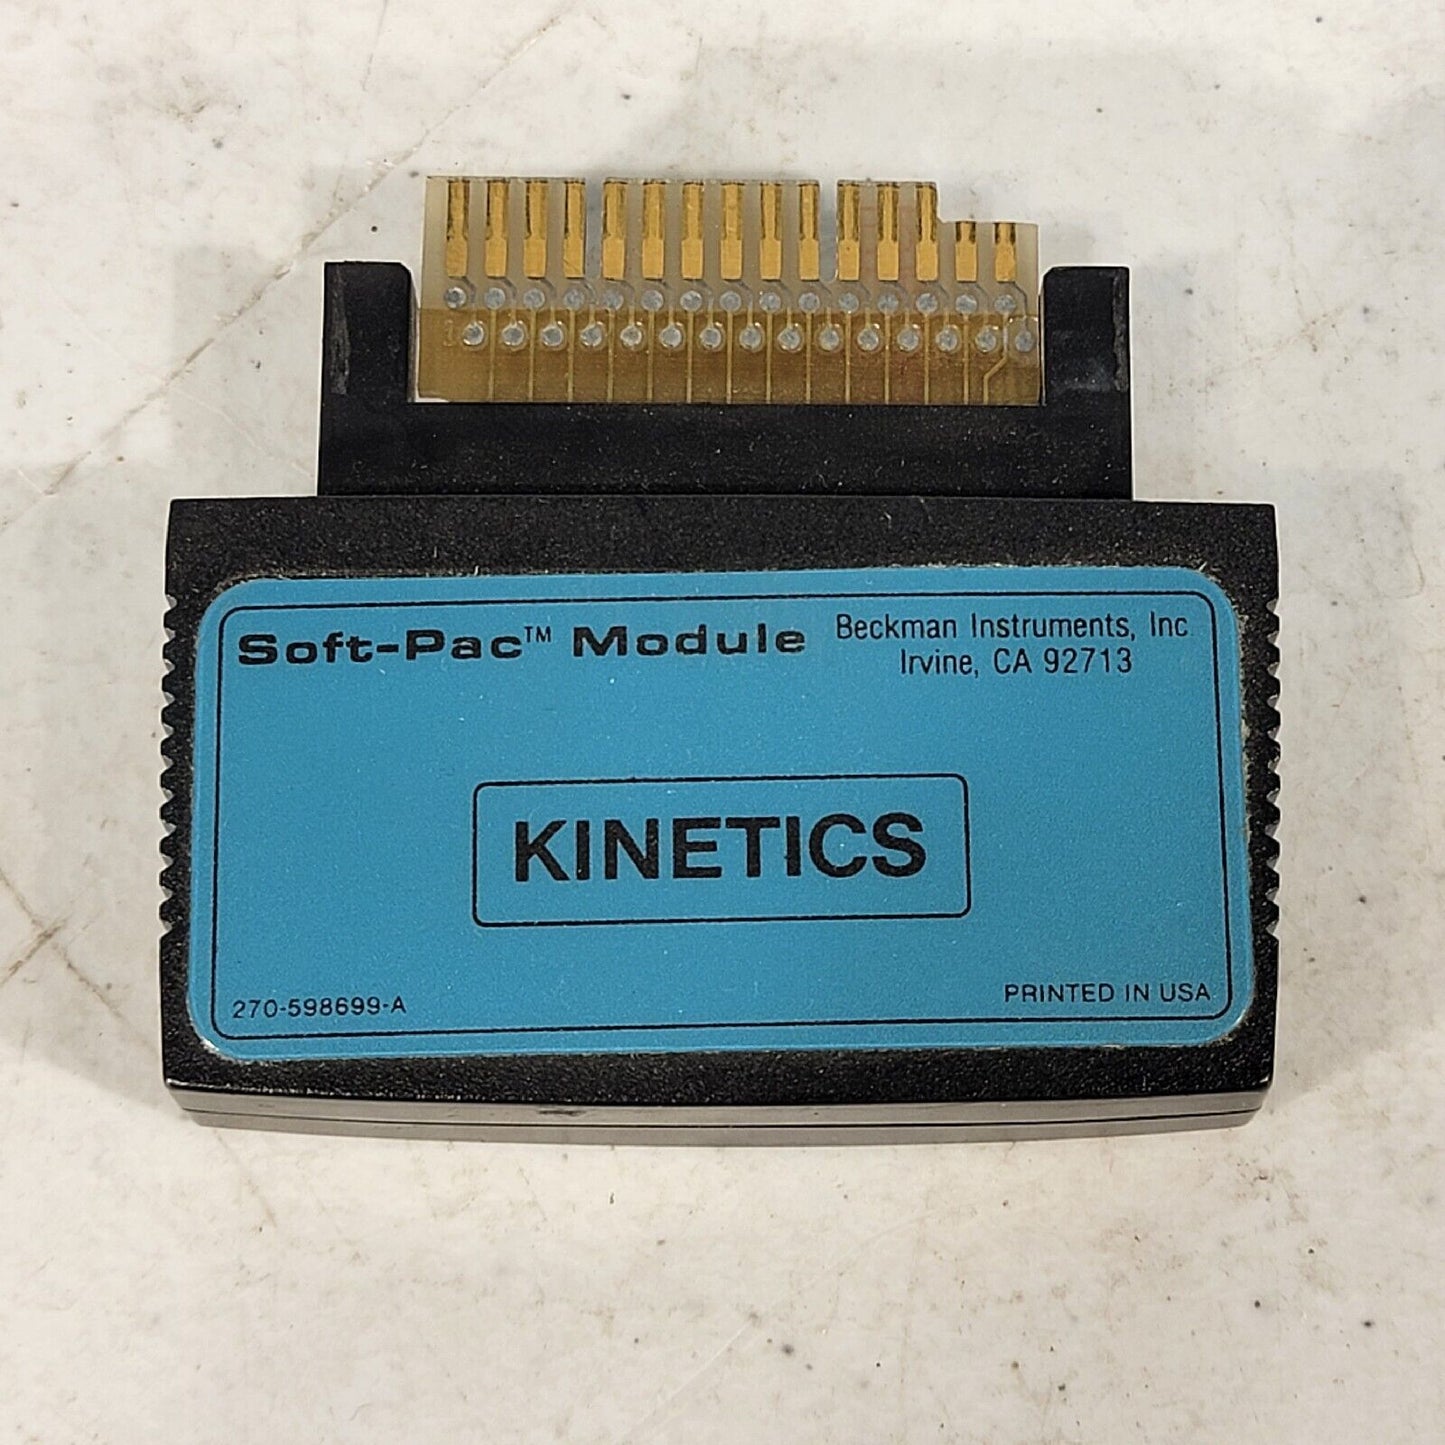 Soft-Pac™ Module
Beckman Instruments, Inc.
Irvine, CA 92713
KINETICS
270-598699-A
PRINTED IN USA